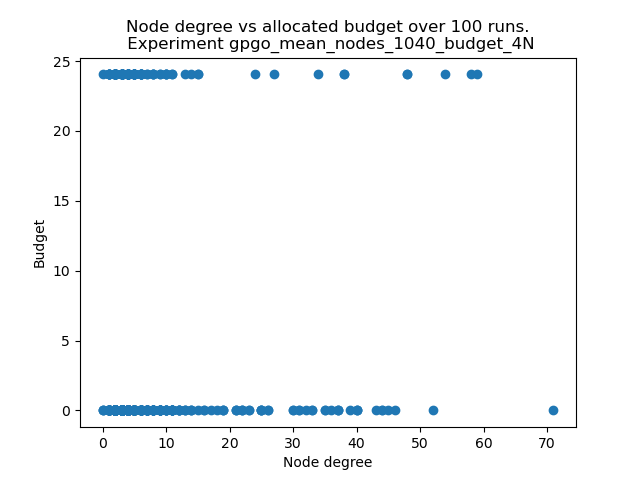 Node degree vs allocated budget over 100 runs.
Experiment gpgo_mean_nodes_1040_budget_4N
25
20
15
10
5
0
Budget
0 10 20 30 40 50 60 70
Node degree